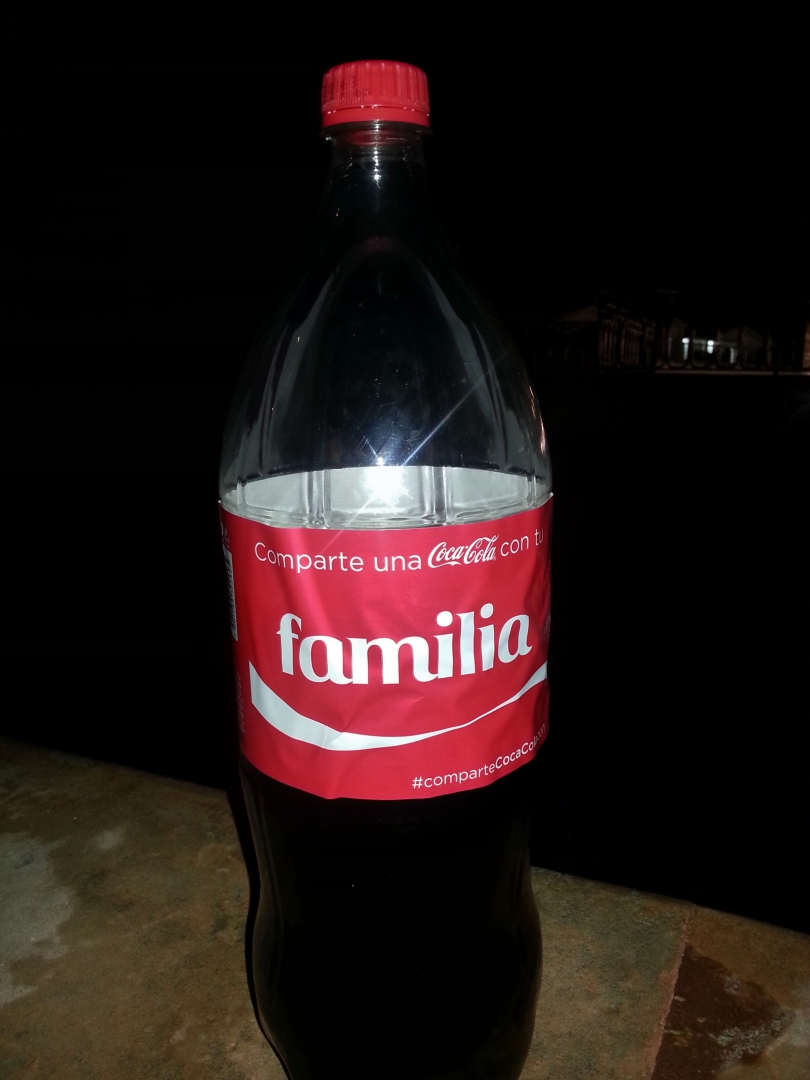 Comparte una Coca-Cola con tu
familia
#comparteCocaCola